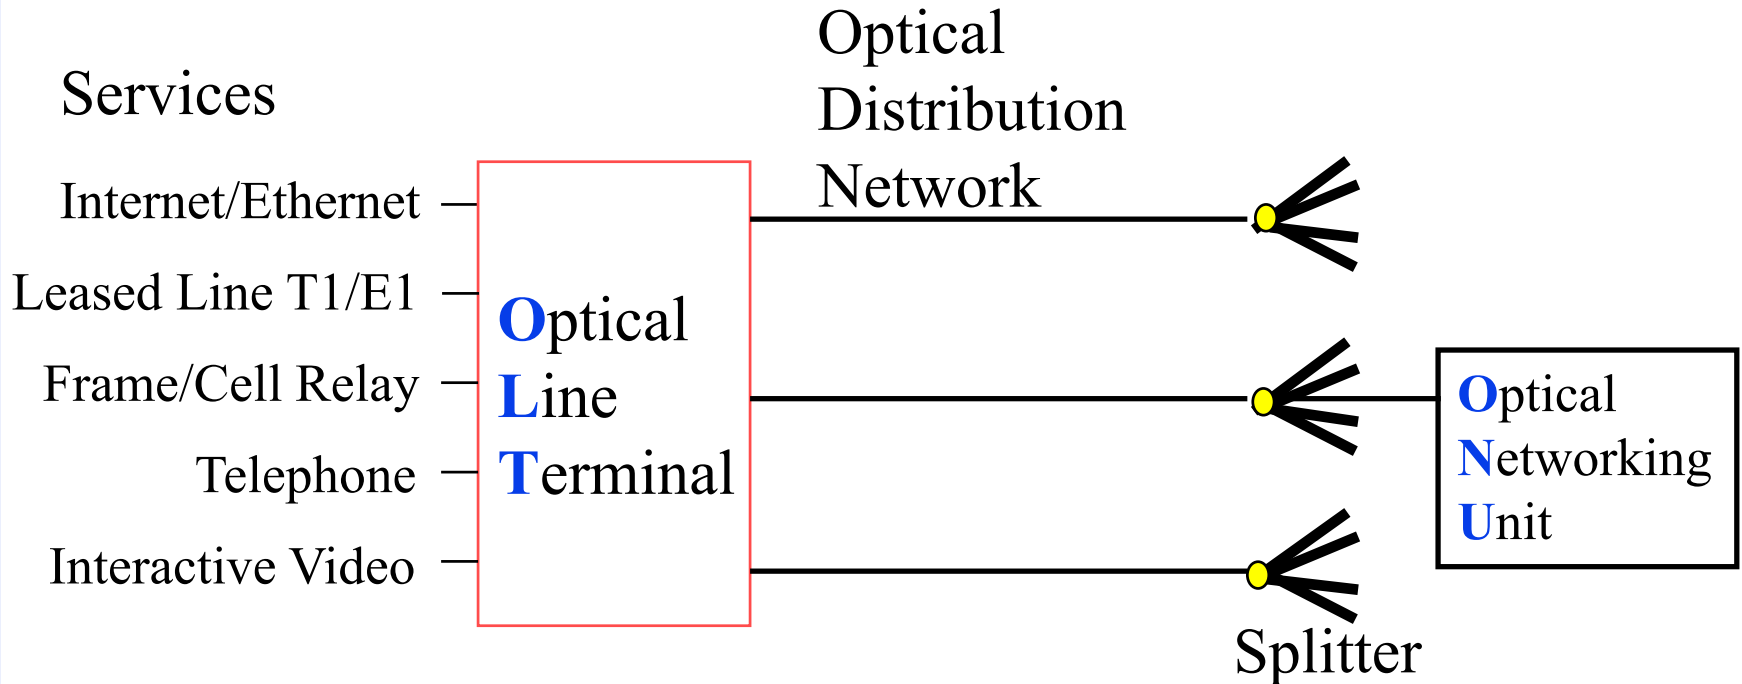 Services
Internet/Ethernet
Leased Line T1/E1
Frame/Cell Relay
Telephone
Interactive Video
Optical
Line
Terminal
Optical
Distribution
Network
Splitter
Optical
Networking
Unit